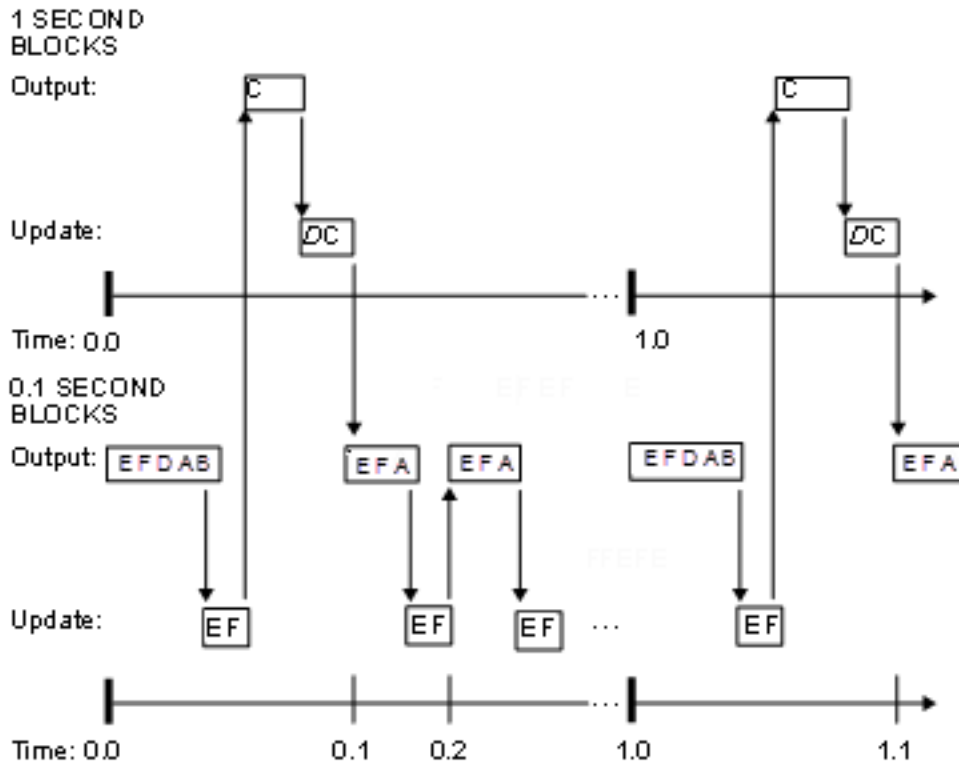 1 SECOND
BLOCKS
Output:
C
C
Update:
DC
DC
...
Time: 0.0
1.0
0.1 SECOND
BLOCKS
Output:
EFDAB
EFA
EFA
EFDAB
EFA
Update:
EF
EF
EF
...
EF
...
Time: 0.0
0.1
0.2
1.0
1.1